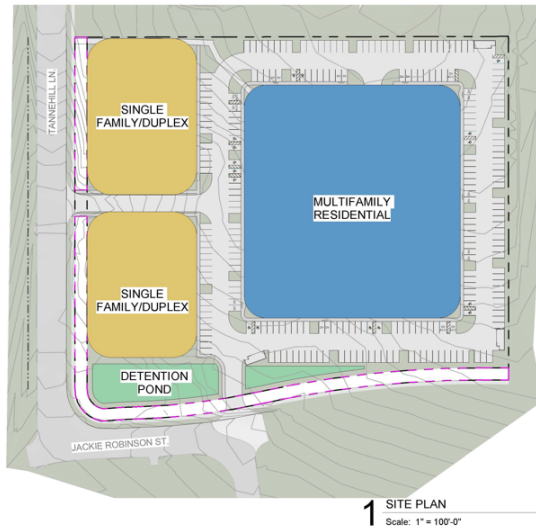 TANNEHILL LN.
SINGLE
FAMILY/DUPLEX
MULTIFAMILY
RESIDENTIAL
SINGLE
FAMILY/DUPLEX
DETENTION
POND
JACKIE ROBINSON ST.
1 SITE PLAN
Scale: 1" = 100'-0"